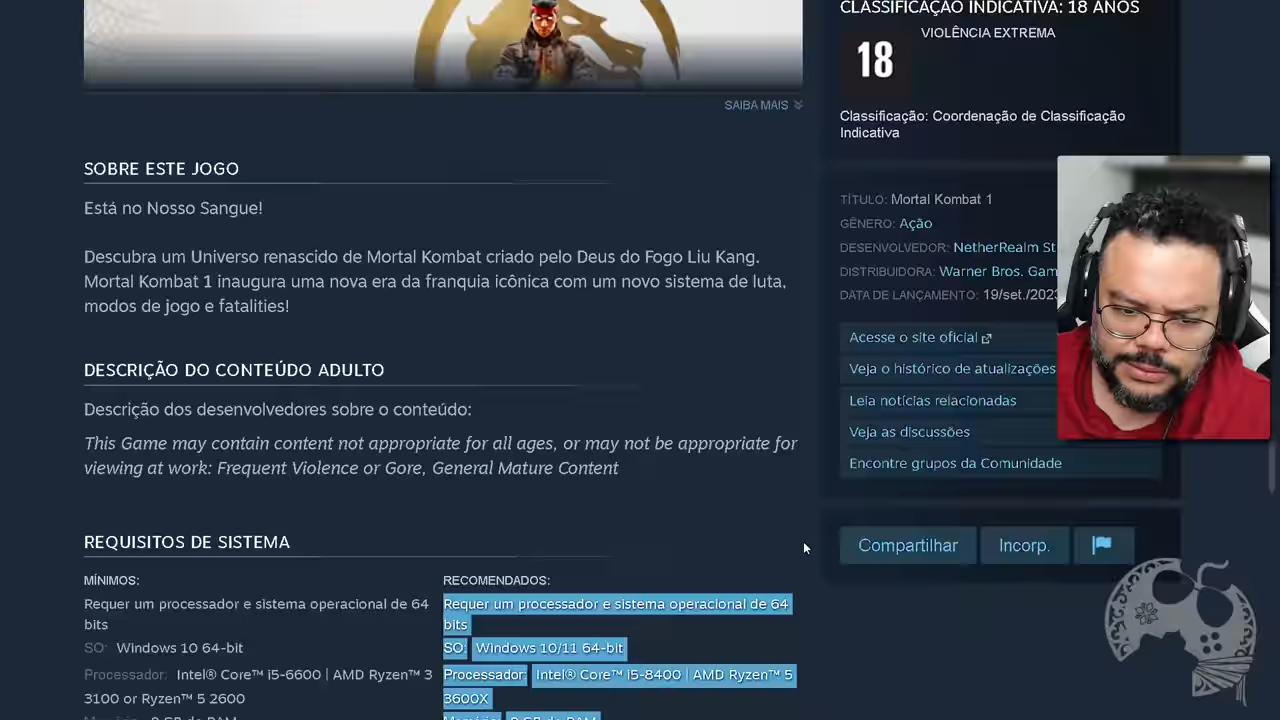 CLASSIFICAÇÃO INDICATIVA: 18 ANOS
VIOLÊNCIA EXTREMA
18
Classificação: Coordenação de Classificação
Indicativa
SAIBA MAIS
SOBRE ESTE JOGO
Está no Nosso Sangue!
Descubra um Universo renascido de Mortal Kombat criado pelo Deus do Fogo Liu Kang.
Mortal Kombat 1 inaugura uma nova era da franquia icônica com um novo sistema de luta,
modos de jogo e fatalities!
DESCRIÇÃO DO CONTEÚDO ADULTO
Descrição dos desenvolvedores sobre o conteúdo:
This Game may contain content not appropriate for all ages, or may not be appropriate for
viewing at work: Frequent Violence or Gore, General Mature Content
REQUISITOS DE SISTEMA
MÍNIMOS:
Requer um processador e sistema operacional de 64
bits
SO: Windows 10 64-bit
Processador: Intel® Core™ i5-6600 | AMD Ryzen™ 3
3100 or Ryzen™ 5 2600
RECOMENDADOS:
Requer um processador e sistema operacional de 64
bits
SO: Windows 10/11 64-bit
Processador: Intel® Core™ i5-8400 | AMD Ryzen™ 5
3600X
TÍTULO: Mortal Kombat 1
GÊNERO: Ação
DESENVOLVEDOR: NetherRealm St
DISTRIBUIDORA: Warner Bros. Gam
DATA DE LANÇAMENTO: 19/set./2023
Acesse o site oficial
Veja o histórico de atualizações
Leia notícias relacionadas
Veja as discussões
Encontre grupos da Comunidade
Compartilhar
Incorp.